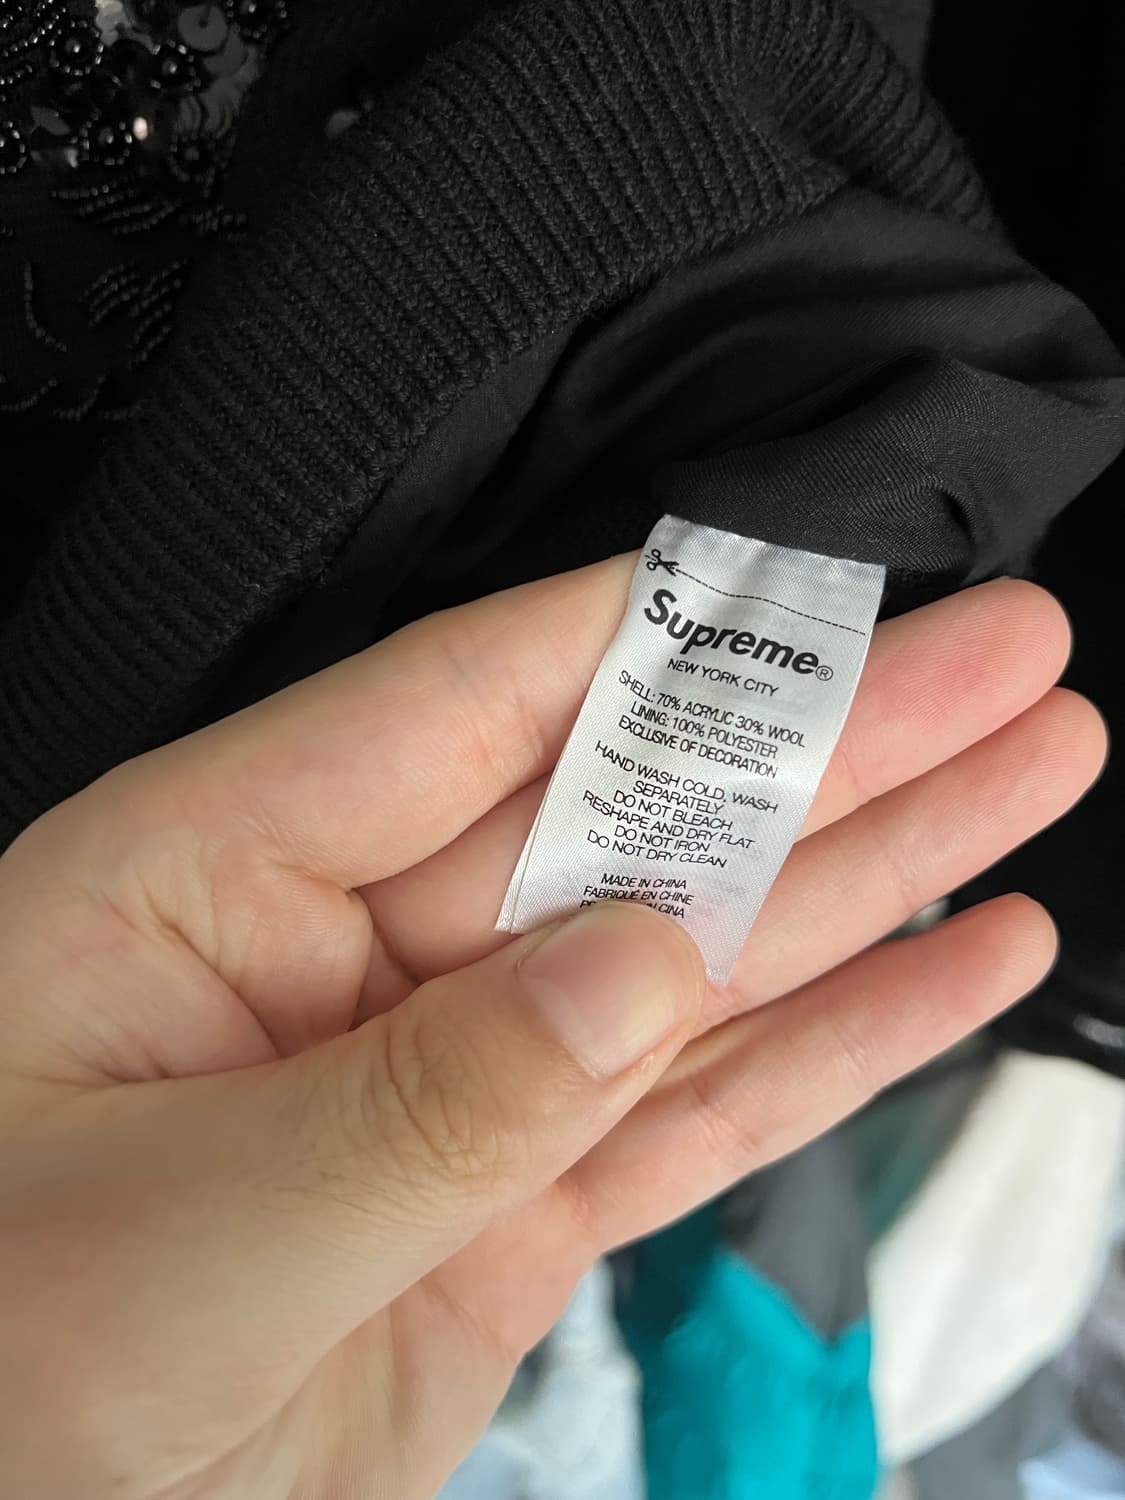 Supreme®
NEW YORK CITY
SHELL: 70% ACRYLIC 30% WOOL
LINING: 100% POLYESTER
EXCLUSIVE OF DECORATION
HAND WASH COLD, WASH
SEPARATELY
DO NOT BLEACH
RESHAPE AND DRY FLAT
DO NOT IRON
DO NOT DRY CLEAN
MADE IN CHINA
FABRIQUÉ EN CHINE
CINA